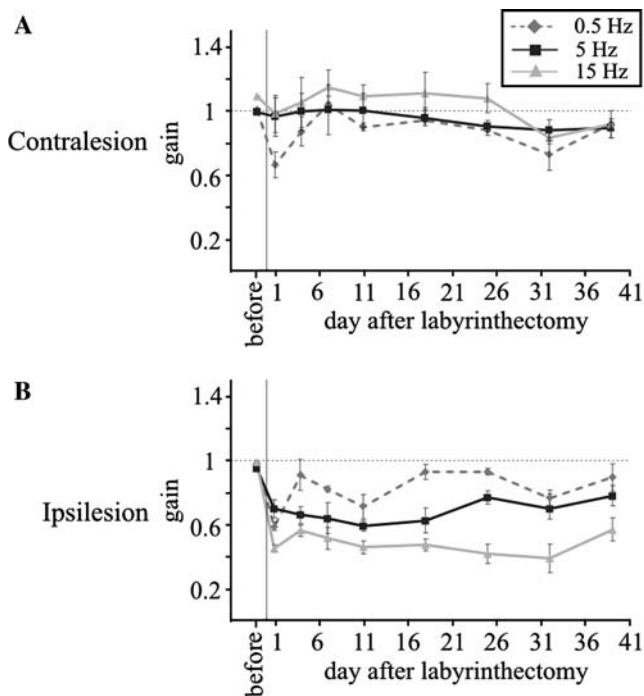 A
0.5 Hz
5 Hz
15 Hz
1.4
1
0.6
0.2
Contralesion
gain
before
1 6 11 16 21 26 31 36 41
day after labyrinthectomy
B
1.4
1
0.6
0.2
Ipsilesion
gain
before
1 6 11 16 21 26 31 36 41
day after labyrinthectomy